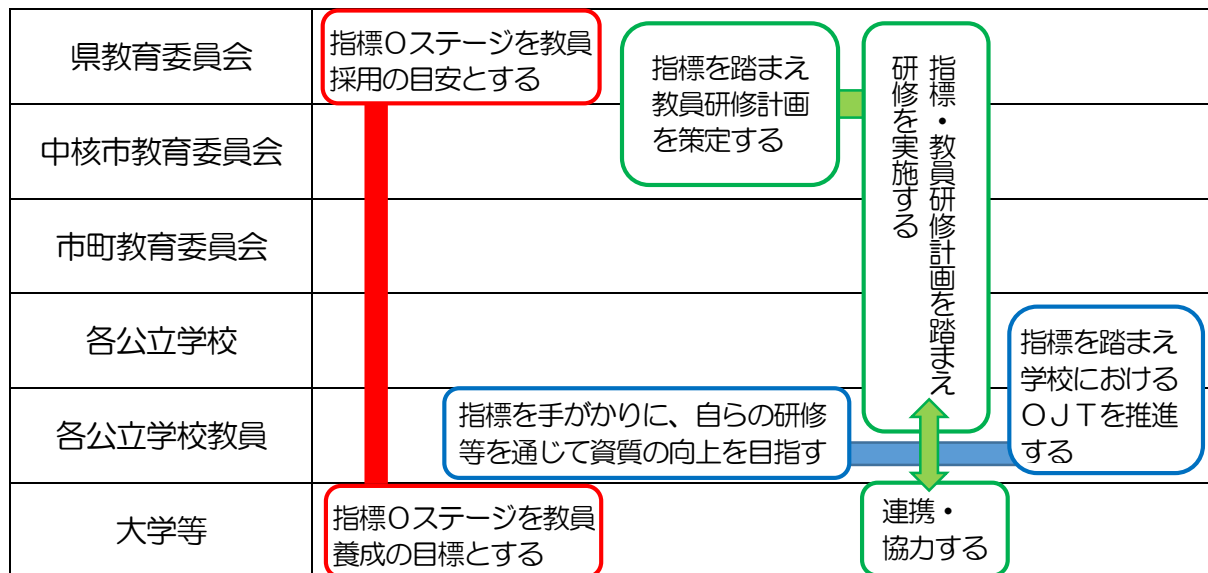 県教育委員会
指標０ステージを教員
採用の目安とする
指標を踏まえ
教員研修計画
を策定する
指標・教員研修計画を踏まえ
研修を実施する
中核市教育委員会
市町教育委員会
各公立学校
指標を踏まえ
学校における
ＯＪＴを推進
する
各公立学校教員
指標を手がかりに、自らの研修
等を通じて資質の向上を目指す
大学等
指標０ステージを教員
養成の目標とする
連携・
協力する